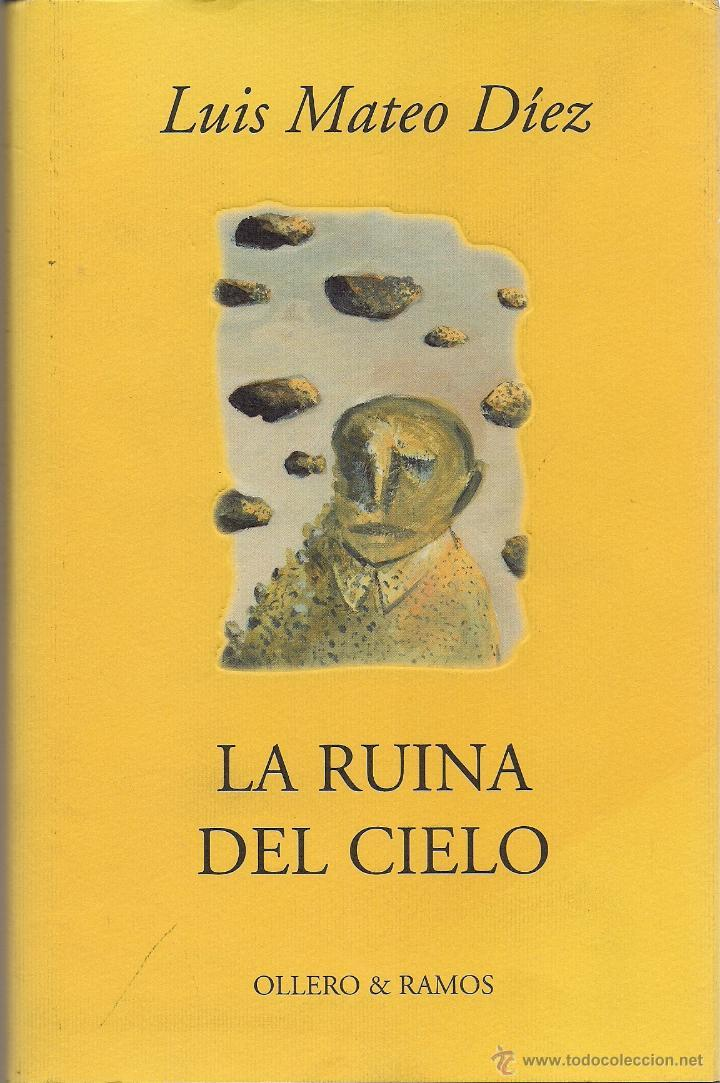 Luis Mateo Díez
LA RUINA
DEL CIELO
OLLERO & RAMOS
www.todocoleccion.net